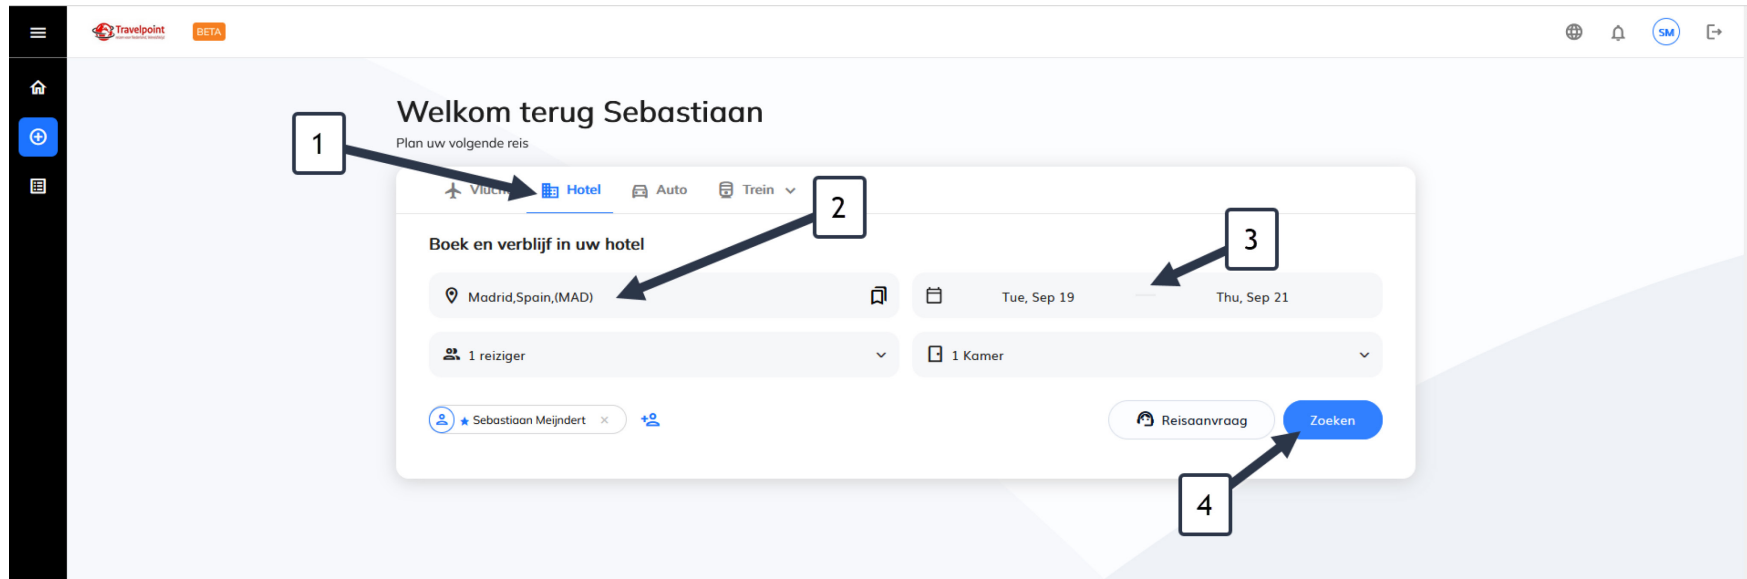 Travelpoint
BETA
SM
Welkom terug Sebastiaan
Plan uw volgende reis
1
Hotel
Auto
Trein
2
3
Boek en verblijf in uw hotel
Madrid,Spain,(MAD)
Tue, Sep 19
Thu, Sep 21
1 reiziger
1 Kamer
Sebastiaan Meijndert
Reisaanvraag
Zoeken
4